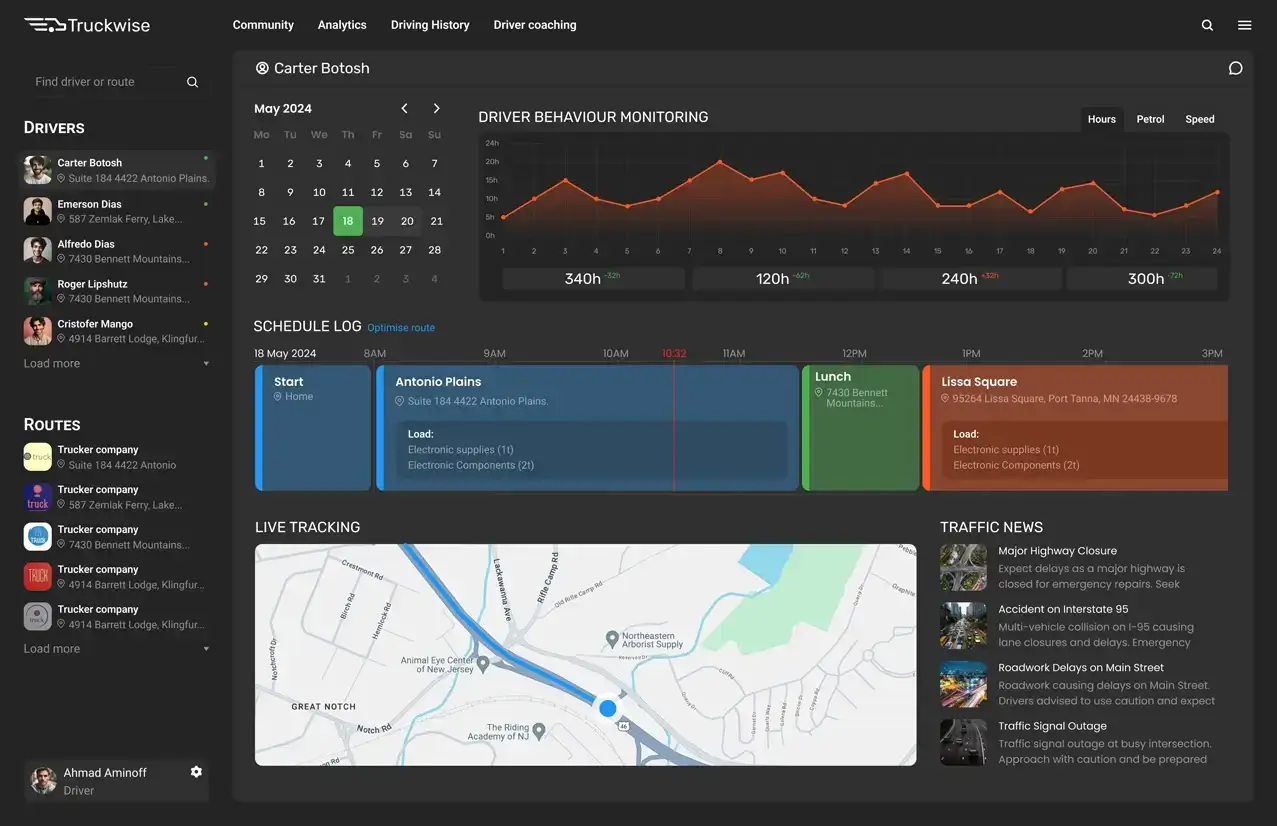 Truckwise
Community Analytics Driving History Driver coaching
Find driver or route
DRIVERS
Carter Botosh
Suite 184 4422 Antonio Plains.
Emerson Dias
587 Zemlak Ferry, Lake...
Alfredo Dias
7430 Bennett Mountains...
Roger Lipshutz
7430 Bennett Mountains...
Cristofer Mango
4914 Barrett Lodge, Klingfur...
Load more
ROUTES
Trucker company
Suite 184 4422 Antonio
truck
Trucker company
587 Zemlak Ferry, Lake...
truck
Trucker company
7430 Bennett Mountains...
TRUCK
Trucker company
4914 Barrett Lodge, Klingfur...
TRUCK
Trucker company
4914 Barrett Lodge, Klingfur...
truck
Load more
Ahmad Aminoff
Driver
Carter Botosh
May 2024
Mo Tu We Th Fr Sa Su
1 2 3 4 5 6 7
8 9 10 11 12 13 14
15 16 17 18 19 20 21
22 23 24 25 26 27 28
29 30 31 1 2 3 4
DRIVER BEHAVIOUR MONITORING
Hours Petrol Speed
24h
20h
15h
10h
5h
0h
1 2 3 4 5 6 7 8 9 10 11 12 13 14 15 16 17 18 19 20 21 22 23 24
340h -32h 120h -62h 240h +32h 300h -72h
SCHEDULE LOG Optimise route
18 May 2024 8AM 9AM 10AM 10:32 11AM 12PM 1PM 2PM 3PM
Start
Home
Antonio Plains
Suite 184 4422 Antonio Plains.
Load:
Electronic supplies (1t)
Electronic Components (2t)
Lunch
7430 Bennett
Mountains...
Lissa Square
95264 Lissa Square, Port Tanna, MN 24438-9678
Load:
Electronic supplies (1t)
Electronic Components (2t)
LIVE TRACKING
Crestmont Rd
Birch Rd
Hemlock Rd
Notchcroft Dr
Lackawanna Ave
Rifle Camp Rd
Old Rifle Camp Rd
Northeastern
Arborist Supply
Animal Eye Center
of New Jersey
GREAT NOTCH
Notch Rd
The Riding
Academy of NJ
46
TRAFFIC NEWS
Major Highway Closure
Expect delays as a major highway is
closed for emergency repairs. Seek
Accident on Interstate 95
Multi-vehicle collision on I-95 causing
lane closures and delays. Emergency
Roadwork Delays on Main Street
Roadwork causing delays on Main Street.
Drivers advised to use caution and expect
Traffic Signal Outage
Traffic signal outage at busy intersection.
Approach with caution and be prepared